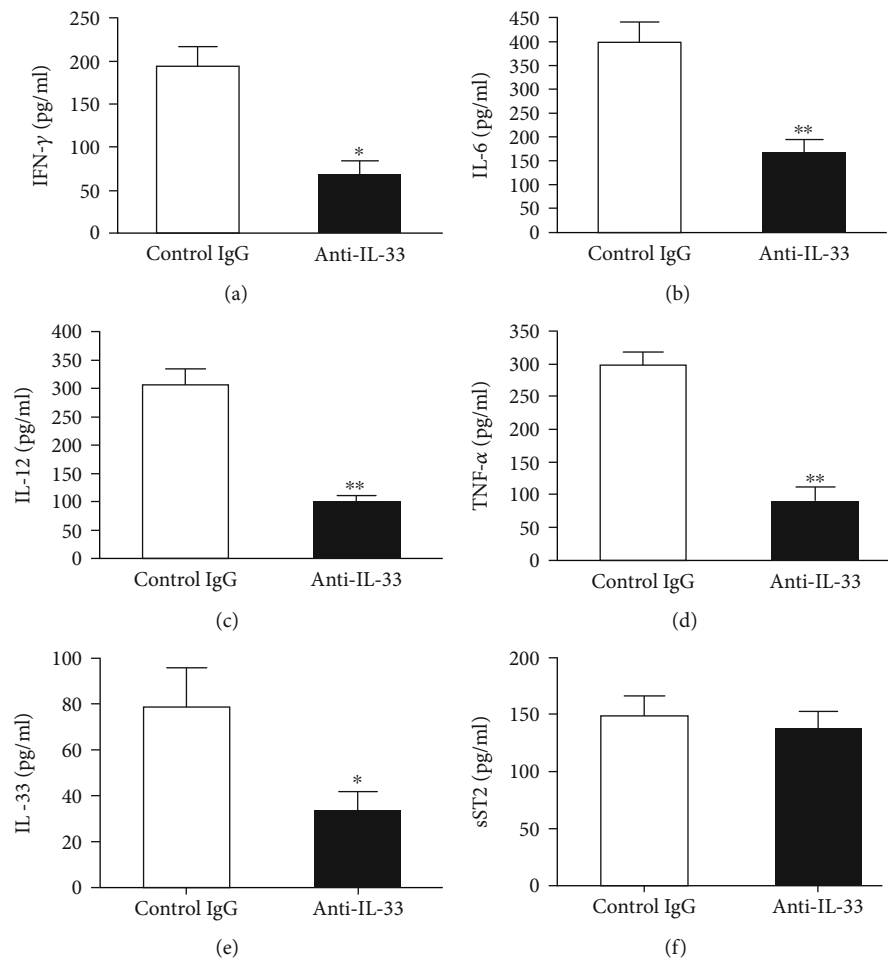 250
200
150
100
50
0
IFN-γ (pg/ml)
*
Control IgG
Anti-IL-33
(a)
450
400
350
300
250
200
150
100
50
0
IL-6 (pg/ml)
**
Control IgG
Anti-IL-33
(b)
400
350
300
250
200
150
100
50
0
IL-12 (pg/ml)
**
Control IgG
Anti-IL-33
(c)
350
300
250
200
150
100
50
0
TNF-α (pg/ml)
**
Control IgG
Anti-IL-33
(d)
100
80
60
40
20
0
IL -33 (pg/ml)
*
Control IgG
Anti-IL-33
(e)
200
150
100
50
0
sST2 (pg/ml)
Control IgG
Anti-IL-33
(f)